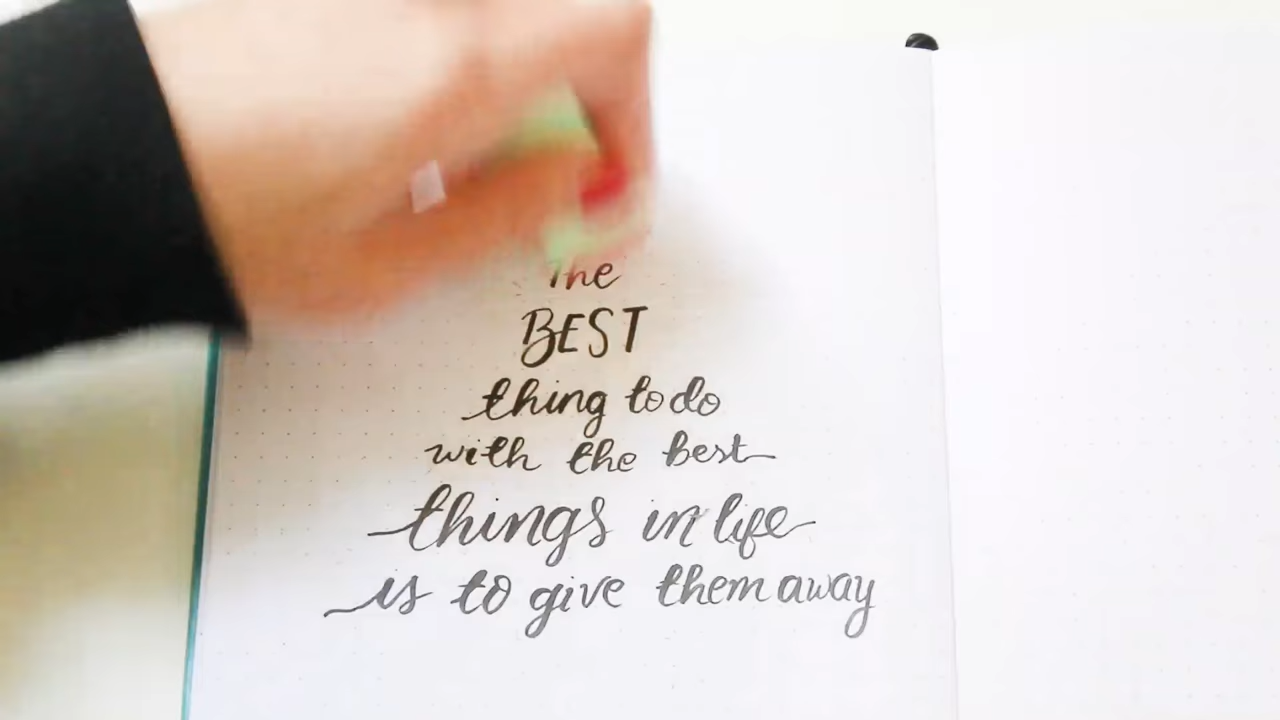 The
BEST
thing to do
with the best
things in life
is to give them away